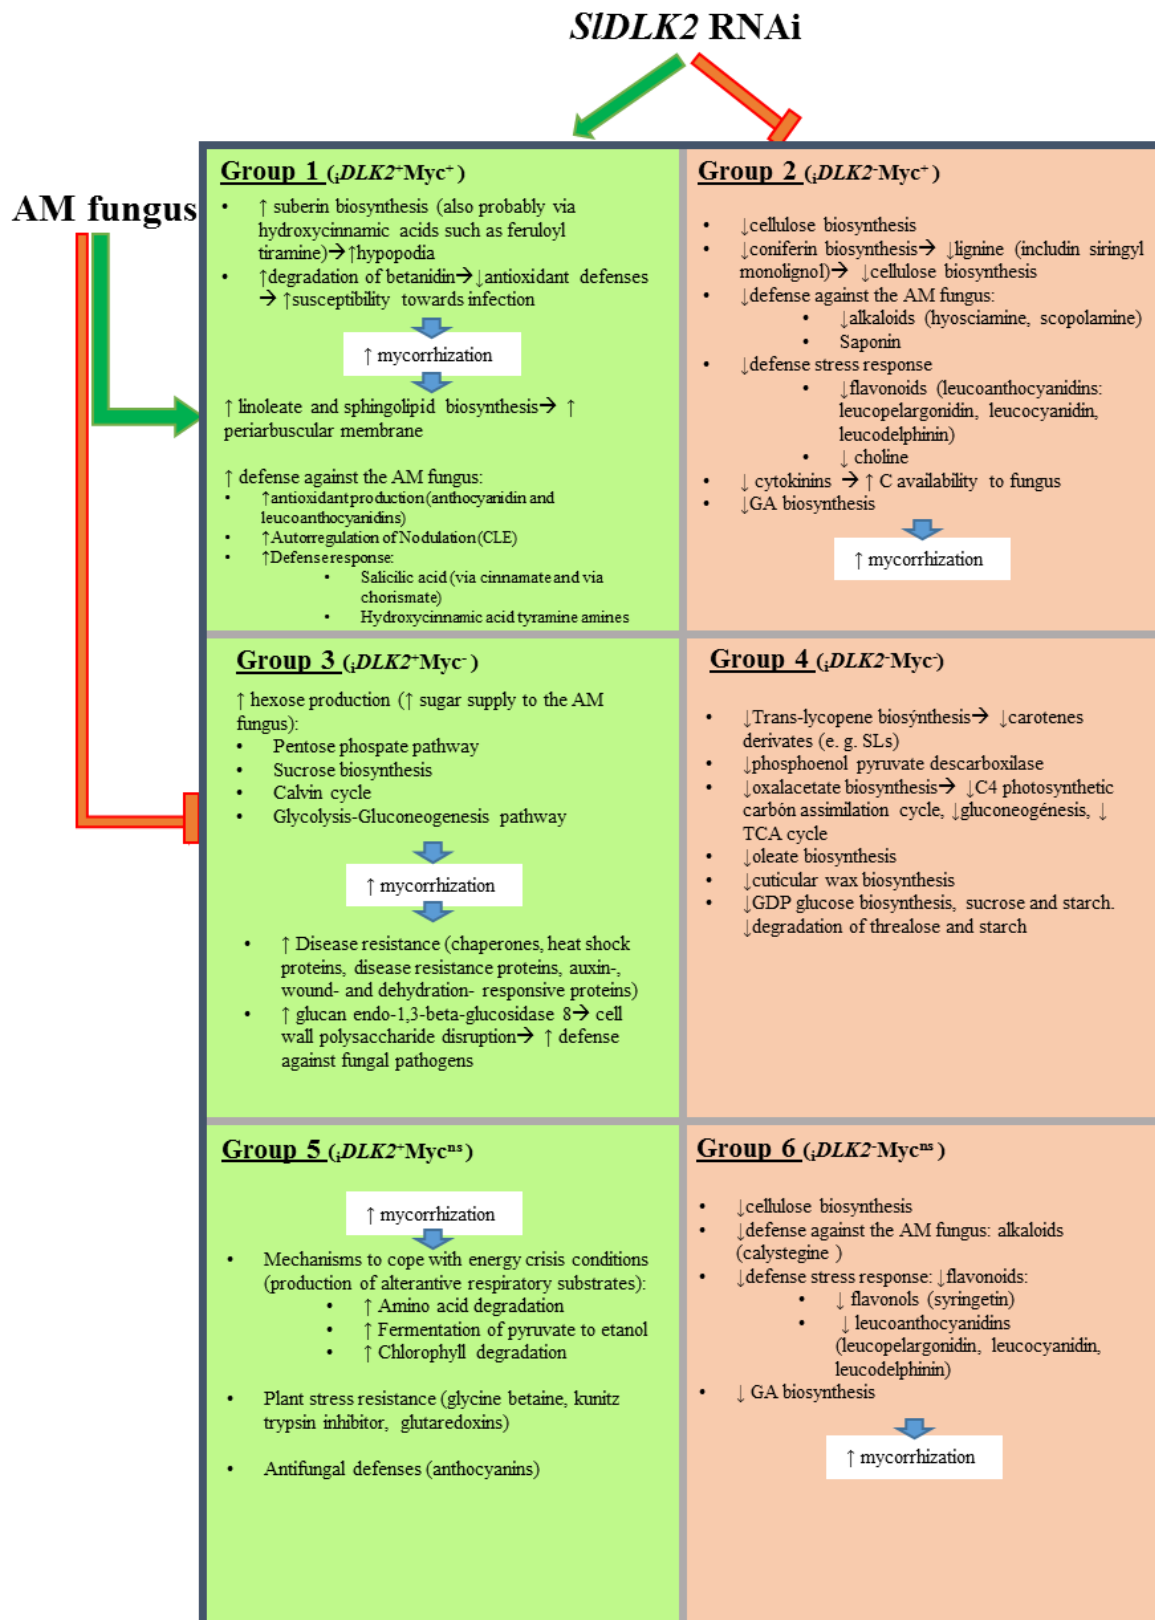 SlDLK2 RNAi
AM fungus
Group 1 (iDLK2⁺Myc⁺)
• ↑ suberin biosynthesis (also probably via
hydroxycinnamic acids such as feruloyl
tiramine)→↑hypopodia
• ↑degradation of betanidin→↓antioxidant defenses
→ ↑susceptibility towards infection
↑ mycorrhization
↑ linoleate and sphingolipid biosynthesis→ ↑
periarbuscular membrane
↑ defense against the AM fungus:
• ↑antioxidant production (anthocyanidin and
leucoanthocyanidins)
• ↑Autorregulation of Nodulation (CLE)
• ↑Defense response:
• Salicilic acid (via cinnamate and via
chorismate)
• Hydroxycinnamic acid tyramine amines
Group 2 (iDLK2⁻Myc⁺)
• ↓cellulose biosynthesis
• ↓coniferin biosynthesis→ ↓lignine (includin siringyl
monolignol)→ ↓cellulose biosynthesis
• ↓defense against the AM fungus:
• ↓alkaloids (hyosciamine, scopolamine)
• Saponin
• ↓defense stress response
• ↓flavonoids (leucoanthocyanidins:
leucopelargonidin, leucocyanidin,
leucodelphinin)
• ↓ choline
• ↓ cytokinins → ↑ C availability to fungus
• ↓GA biosynthesis
↑ mycorrhization
Group 3 (iDLK2⁺Myc⁻)
↑ hexose production (↑ sugar supply to the AM
fungus):
• Pentose phospate pathway
• Sucrose biosynthesis
• Calvin cycle
• Glycolysis-Gluconeogenesis pathway
↑ mycorrhization
• ↑ Disease resistance (chaperones, heat shock
proteins, disease resistance proteins, auxin-,
wound- and dehydration- responsive proteins)
• ↑ glucan endo-1,3-beta-glucosidase 8→ cell
wall polysaccharide disruption→ ↑ defense
against fungal pathogens
Group 4 (iDLK2⁻Myc⁻)
• ↓Trans-lycopene biosýnthesis→ ↓carotenes
derivates (e. g. SLs)
• ↓phosphoenol pyruvate descarboxilase
• ↓oxalacetate biosynthesis→ ↓C4 photosynthetic
carbón assimilation cycle, ↓gluconeogénesis, ↓
TCA cycle
• ↓oleate biosynthesis
• ↓cuticular wax biosynthesis
• ↓GDP glucose biosynthesis, sucrose and starch.
↓degradation of threalose and starch
Group 5 (iDLK2⁺Mycⁿˢ)
↑ mycorrhization
• Mechanisms to cope with energy crisis conditions
(production of alterantive respiratory substrates):
• ↑ Amino acid degradation
• ↑ Fermentation of pyruvate to etanol
• ↑ Chlorophyll degradation
• Plant stress resistance (glycine betaine, kunitz
trypsin inhibitor, glutaredoxins)
• Antifungal defenses (anthocyanins)
Group 6 (iDLK2⁻Mycⁿˢ)
• ↓cellulose biosynthesis
• ↓defense against the AM fungus: alkaloids
(calystegine )
• ↓defense stress response: ↓flavonoids:
• ↓ flavonols (syringetin)
• ↓ leucoanthocyanidins
(leucopelargonidin, leucocyanidin,
leucodelphinin)
• ↓ GA biosynthesis
↑ mycorrhization